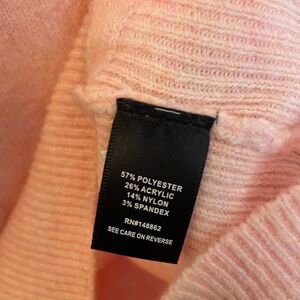 57% POLYESTER
26% ACRYLIC
14% NYLON
3% SPANDEX
RN#148862
SEE CARE ON REVERSE